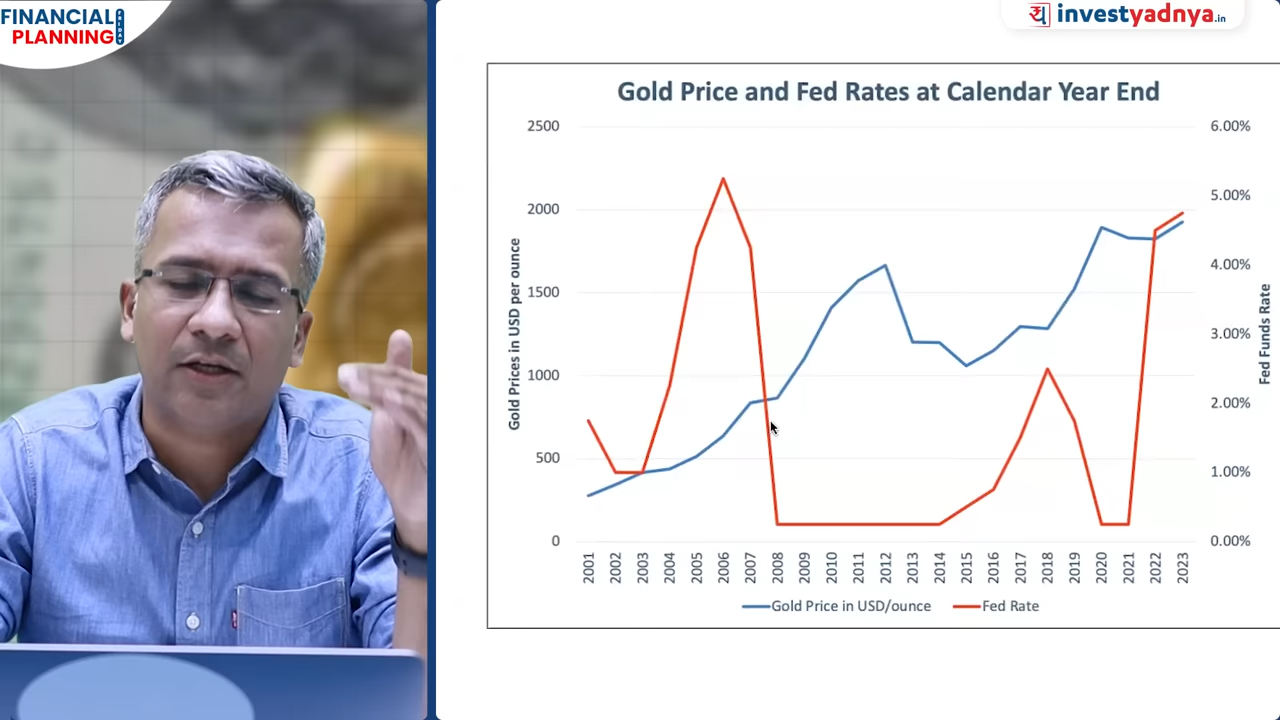 FINANCIAL
PLANNING
FRIDAY
investyadnya.in
Gold Price and Fed Rates at Calendar Year End
2500
2000
1500
1000
500
0
Gold Prices in USD per ounce
6.00%
5.00%
4.00%
3.00%
2.00%
1.00%
0.00%
Fed Funds Rate
2001 2002 2003 2004 2005 2006 2007 2008 2009 2010 2011 2012 2013 2014 2015 2016 2017 2018 2019 2020 2021 2022 2023
Gold Price in USD/ounce Fed Rate